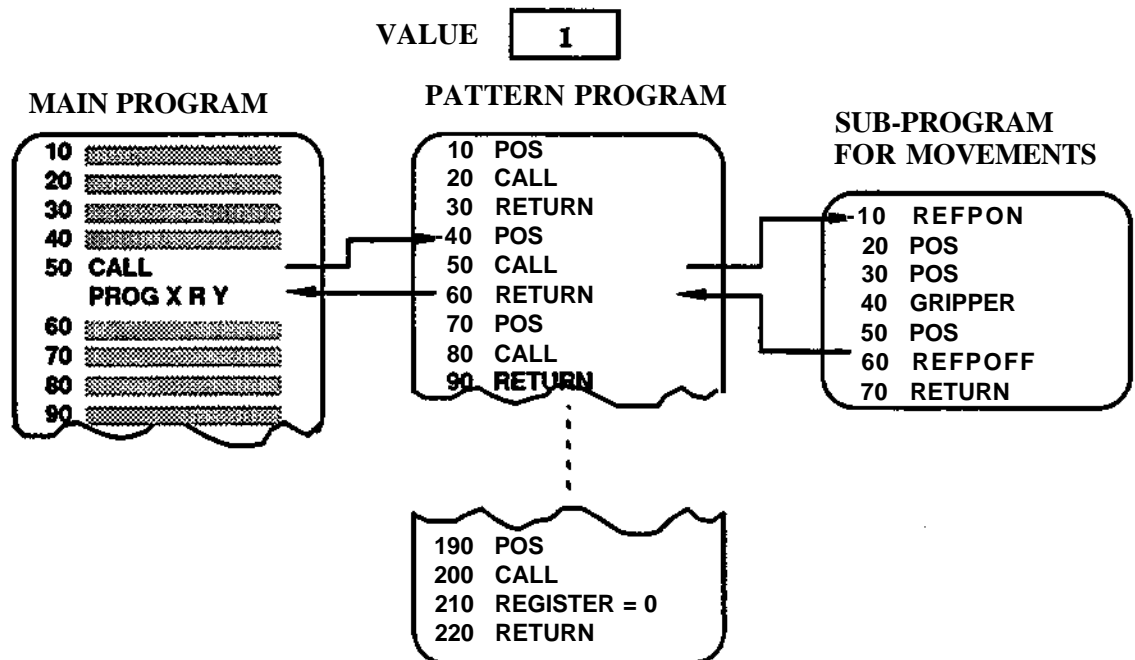 VALUE 1
MAIN PROGRAM
10
20
30
40
50 CALL
PROG X R Y
60
70
80
90
PATTERN PROGRAM
10 POS
20 CALL
30 RETURN
40 POS
50 CALL
60 RETURN
70 POS
80 CALL
90 RETURN
190 POS
200 CALL
210 REGISTER = 0
220 RETURN
SUB-PROGRAM
FOR MOVEMENTS
10 REFPON
20 POS
30 POS
40 GRIPPER
50 POS
60 REFPOFF
70 RETURN